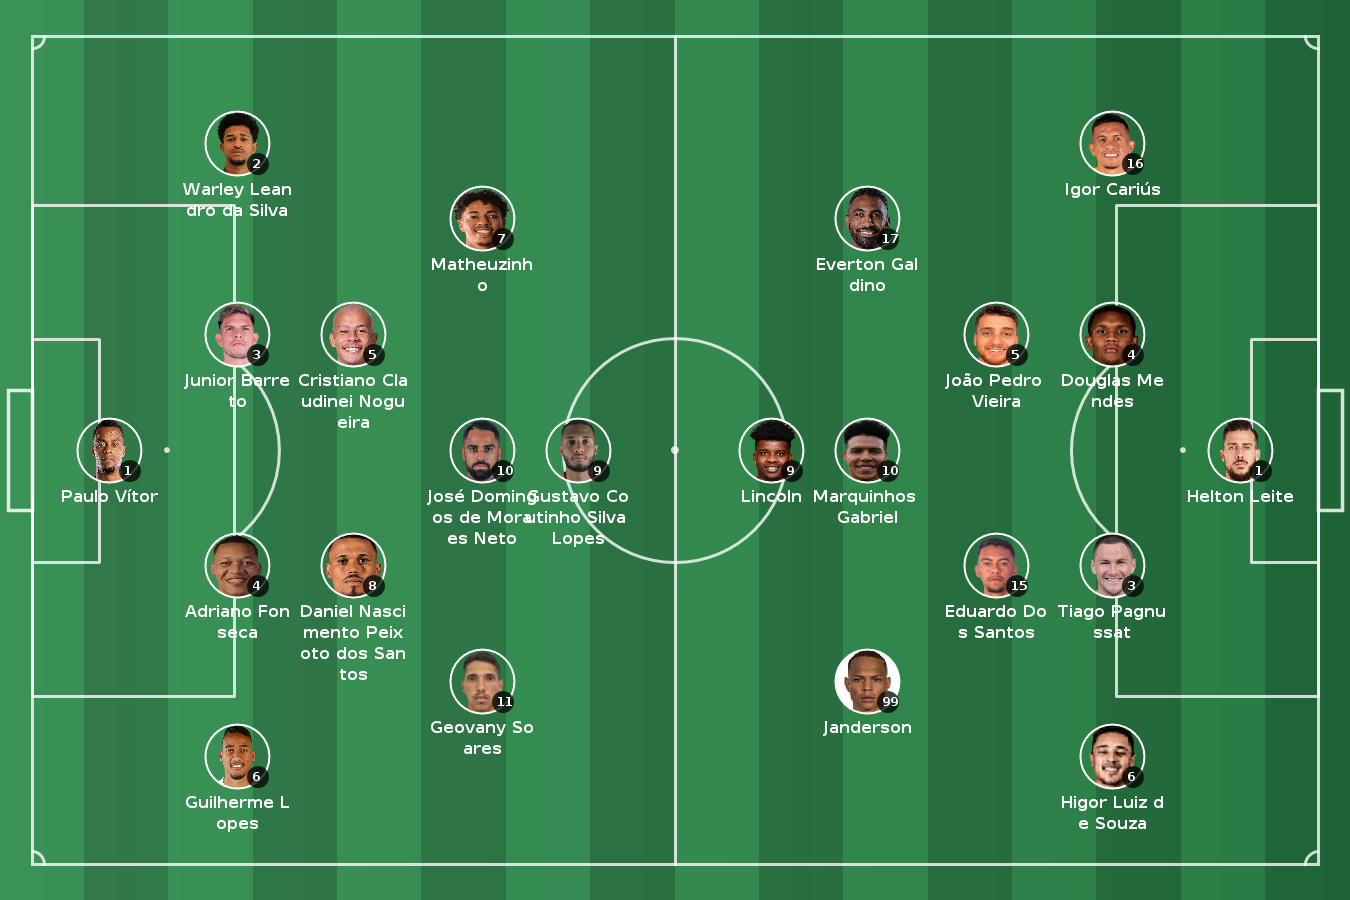 2
Warley Lean
dro da Silva
7
Matheuzinh
o
3
Junior Barre
to
5
Cristiano Cla
udinei Nogu
eira
1
Paulo Vítor
10
José Doming
os de Mora
es Neto
9
Gustavo Co
utinho Silva
Lopes
4
Adriano Fon
seca
8
Daniel Nasci
mento Peix
oto dos San
tos
11
Geovany So
ares
6
Guilherme L
opes
16
Igor Cariús
17
Everton Gal
dino
5
João Pedro
Vieira
4
Douglas Me
ndes
9
Lincoln
10
Marquinhos
Gabriel
1
Helton Leite
15
Eduardo Do
s Santos
3
Tiago Pagnu
ssat
99
Janderson
6
Higor Luiz d
e Souza